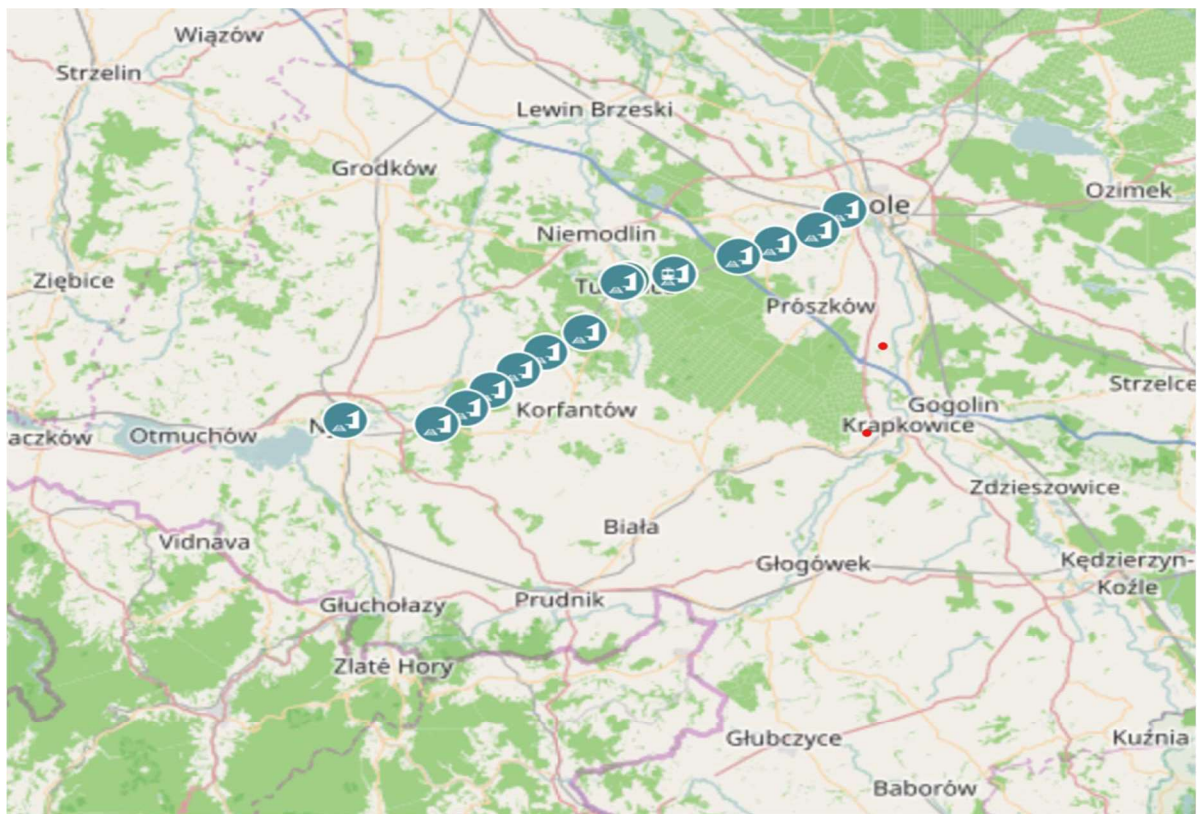 Wiązów
Strzelin
Lewin Brzeski
Grodków
Ozimek
ole
Niemodlin
Ziębice
Tu
Prószków
Strzelce
Gogolin
Korfantów
Krapkowice
N
aczków
Otmuchów
Zdzieszowice
Biała
Vidnava
Głogówek
Kędzierzyn-
Koźle
Prudnik
Głuchołazy
Zlaté Hory
Głubczyce
Kuźnia
Baborów